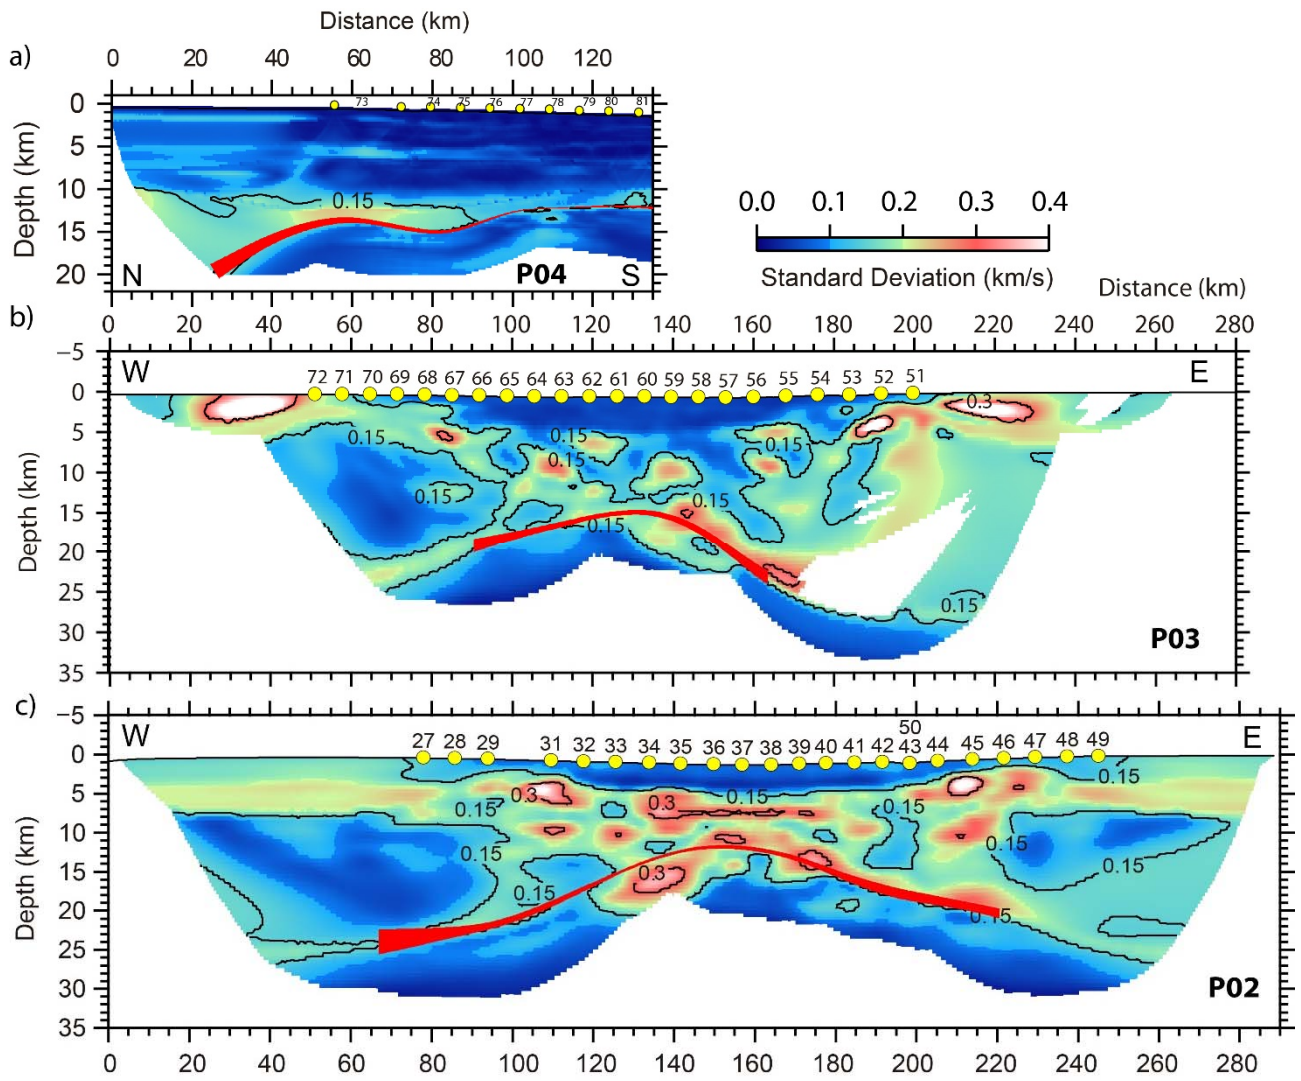 Distance (km)
a)
0 20 40 60 80 100 120
73 74 75 76 77 78 79 80 81
0
5
10
15
20
Depth (km)
0.15
N P04 S
0.0 0.1 0.2 0.3 0.4
Standard Deviation (km/s)
Distance (km)
b)
0 20 40 60 80 100 120 140 160 180 200 220 240 260 280
W E
72 71 70 69 68 67 66 65 64 63 62 61 60 59 58 57 56 55 54 53 52 51
−5
0
5
10
15
20
25
30
35
Depth (km)
0.3
0.15
0.15
0.15
0.15
0.15
0.15
0.15
0.15
0.15
P03
c)
W E
50
27 28 29 31 32 33 34 35 36 37 38 39 40 41 42 43 44 45 46 47 48 49
−5
0
5
10
15
20
25
30
35
Depth (km)
0.15
0.15
0.3
0.3
0.15
0.15
0.15
0.15
0.15
0.15
0.15
0.3
0.15
P02
0 20 40 60 80 100 120 140 160 180 200 220 240 260 280